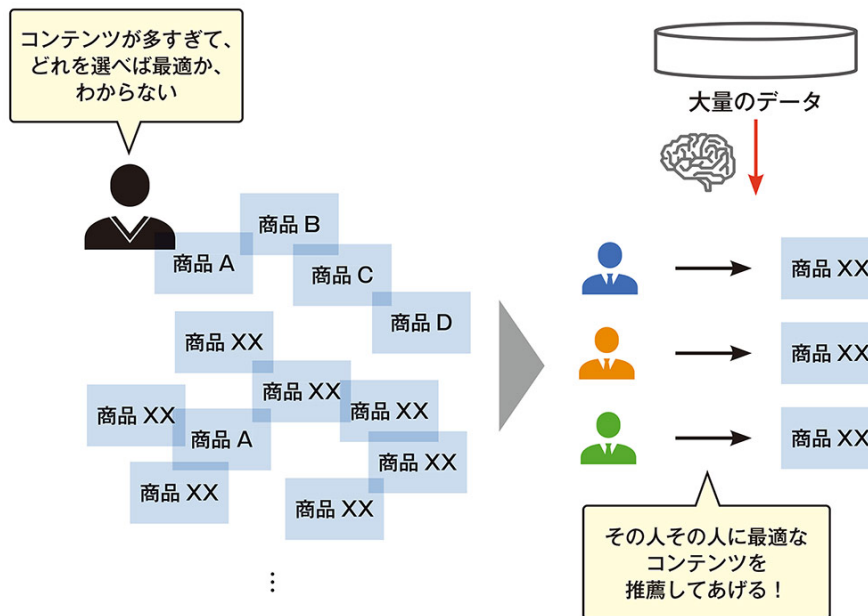 コンテンツが多すぎて、
どれを選べば最適か、
わからない
商品 B
商品 A
商品 C
商品 D
商品 XX
商品 XX
商品 XX
商品 XX
商品 A
商品 XX
商品 XX
商品 XX
⋮
大量のデータ
商品 XX
商品 XX
商品 XX
その人その人に最適な
コンテンツを
推薦してあげる！